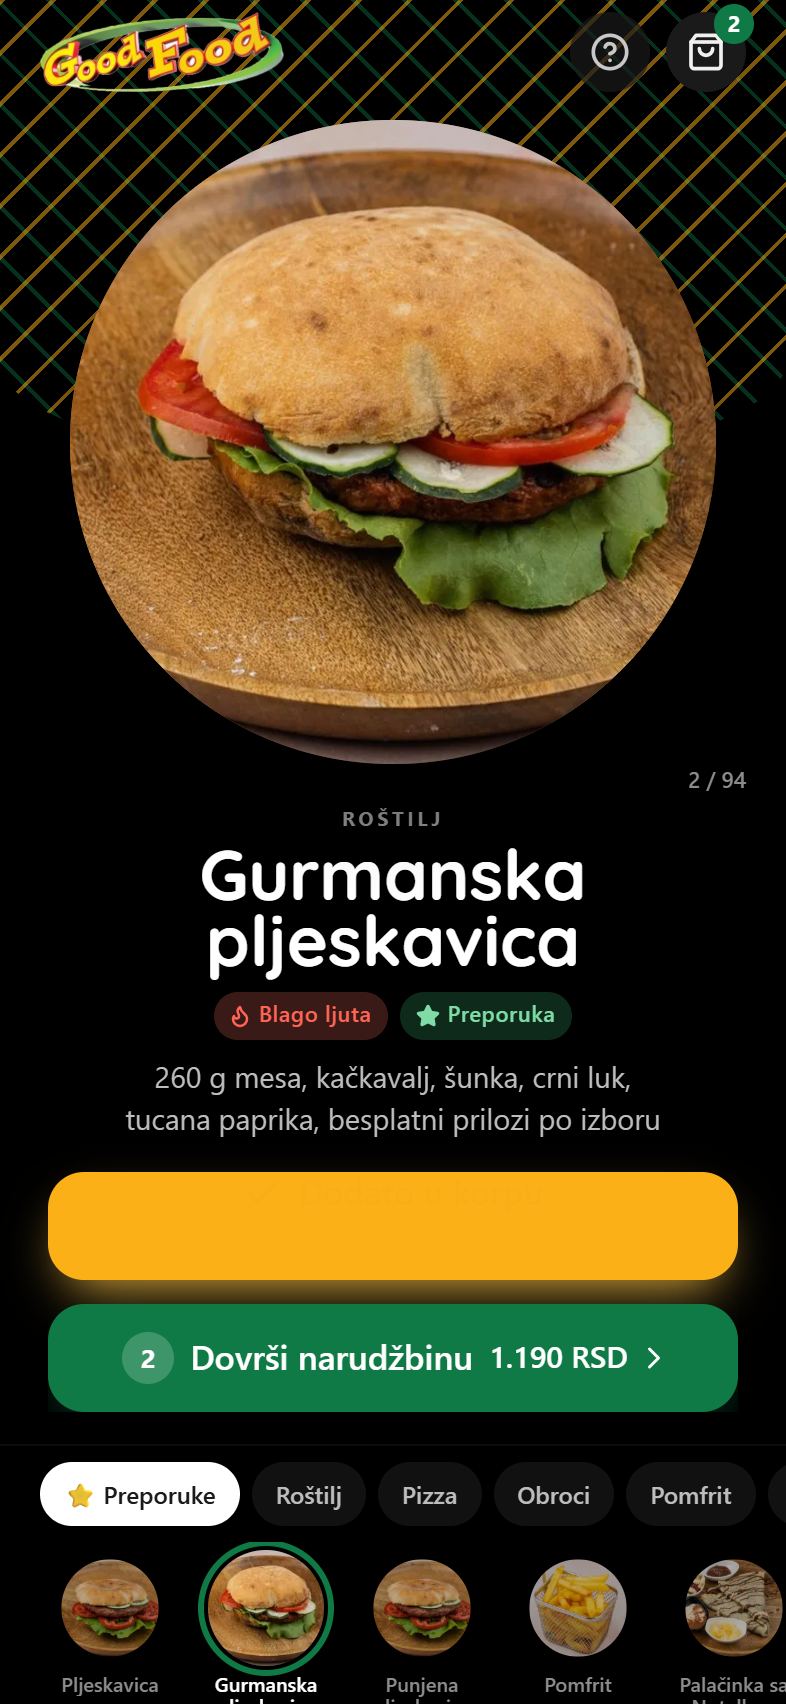 Good Food
2
2 / 94
ROŠTILJ
Gurmanska
pljeskavica
Blago ljuta
Preporuka
260 g mesa, kačkavalj, šunka, crni luk,
tucana paprika, besplatni prilozi po izboru
Dodato u korpu
2 Dovrši narudžbinu 1.190 RSD
Preporuke
Roštilj
Pizza
Obroci
Pomfrit
Pljeskavica
Gurmanska
Punjena
Pomfrit
Palačinka sa